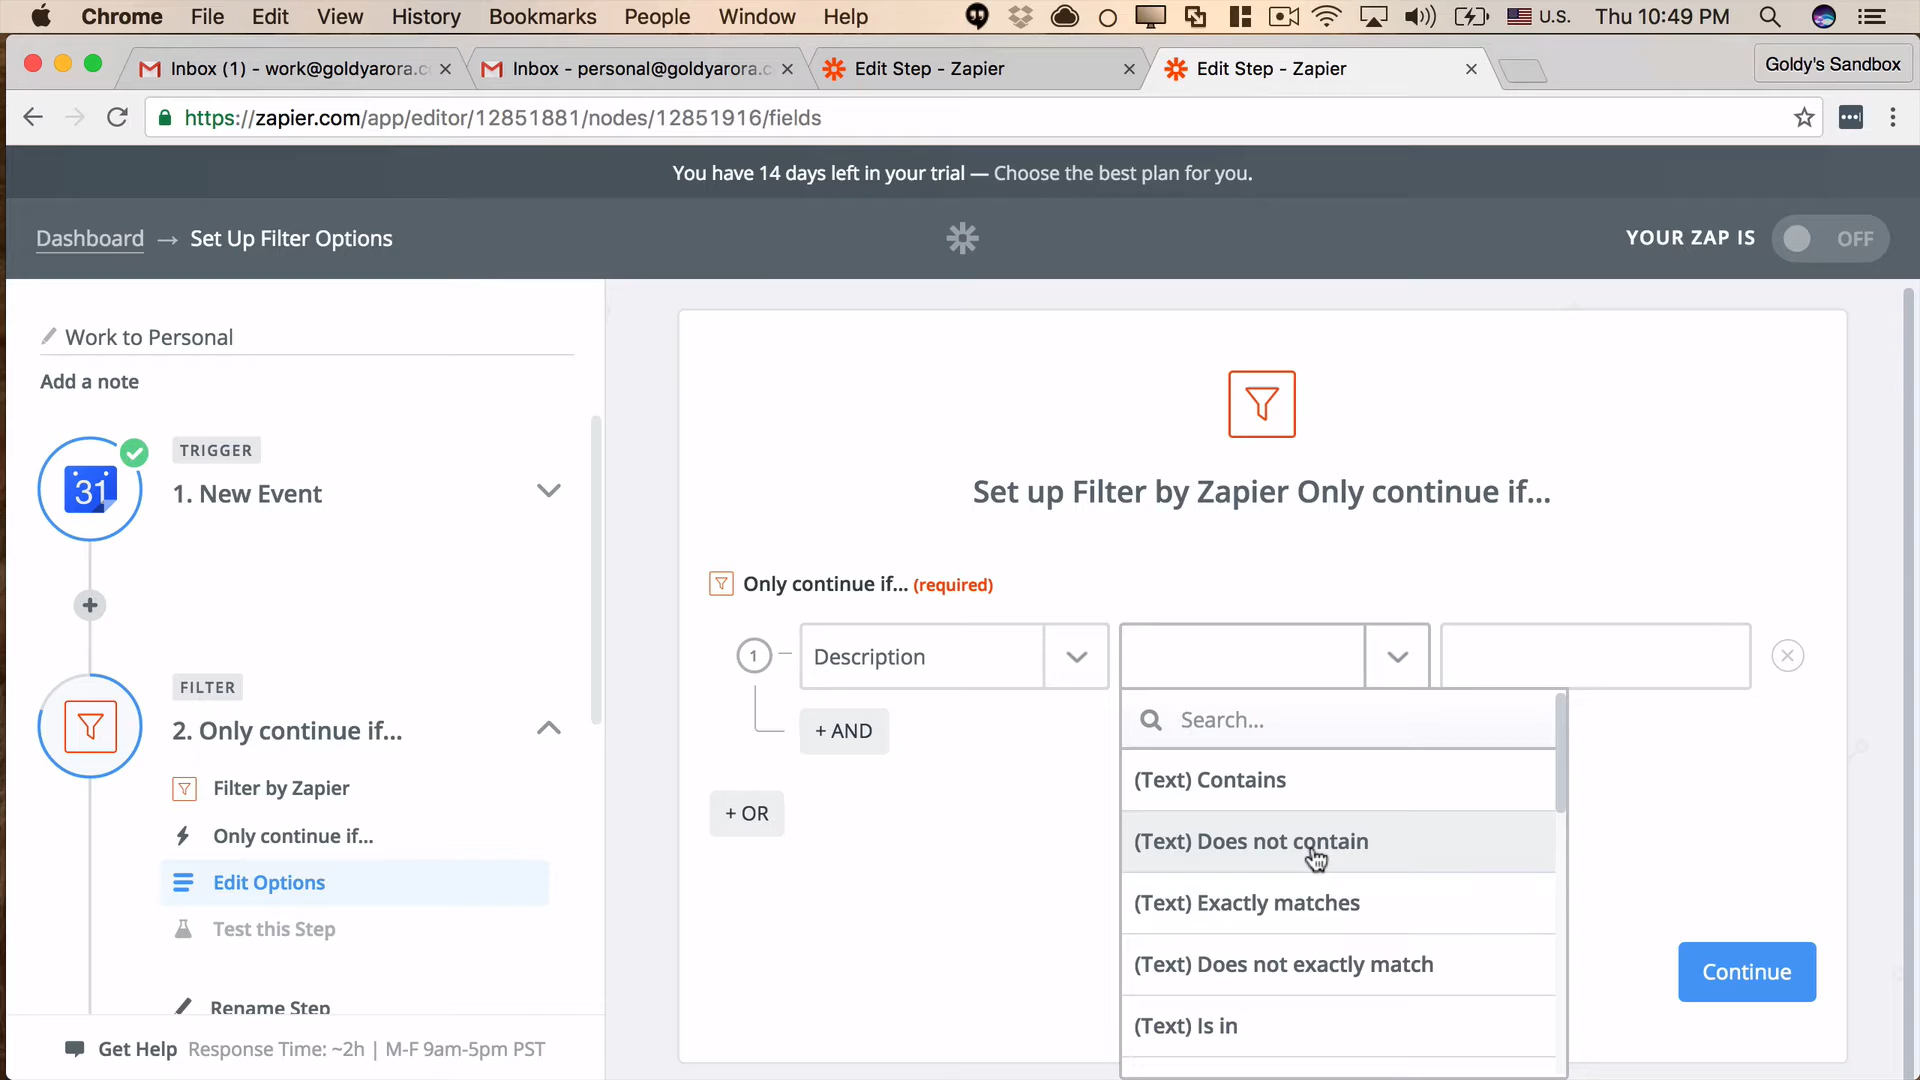 Chrome File Edit View History Bookmarks People Window Help U.S. Thu 10:49 PM
Inbox (1) - work@goldyarora.c
Inbox - personal@goldyarora.c
Edit Step - Zapier
Edit Step - Zapier
Goldy's Sandbox
https://zapier.com/app/editor/12851881/nodes/12851916/fields
You have 14 days left in your trial — Choose the best plan for you.
Dashboard → Set Up Filter Options
YOUR ZAP IS OFF
Work to Personal
Add a note
TRIGGER
31
1. New Event
FILTER
2. Only continue if...
Filter by Zapier
Only continue if...
Edit Options
Test this Step
Rename Step
Get Help Response Time: ~2h | M-F 9am-5pm PST
Set up Filter by Zapier Only continue if...
Only continue if... (required)
1 Description
+ AND
+ OR
Search...
(Text) Contains
(Text) Does not contain
(Text) Exactly matches
(Text) Does not exactly match
(Text) Is in
Continue